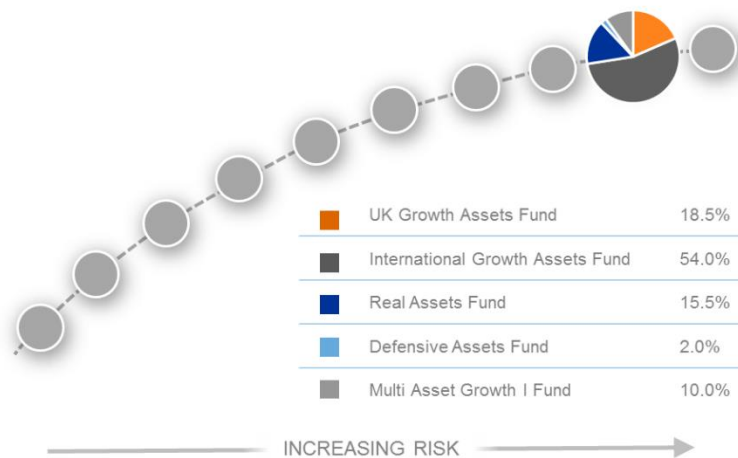 UK Growth Assets Fund 18.5%
International Growth Assets Fund 54.0%
Real Assets Fund 15.5%
Defensive Assets Fund 2.0%
Multi Asset Growth I Fund 10.0%
INCREASING RISK